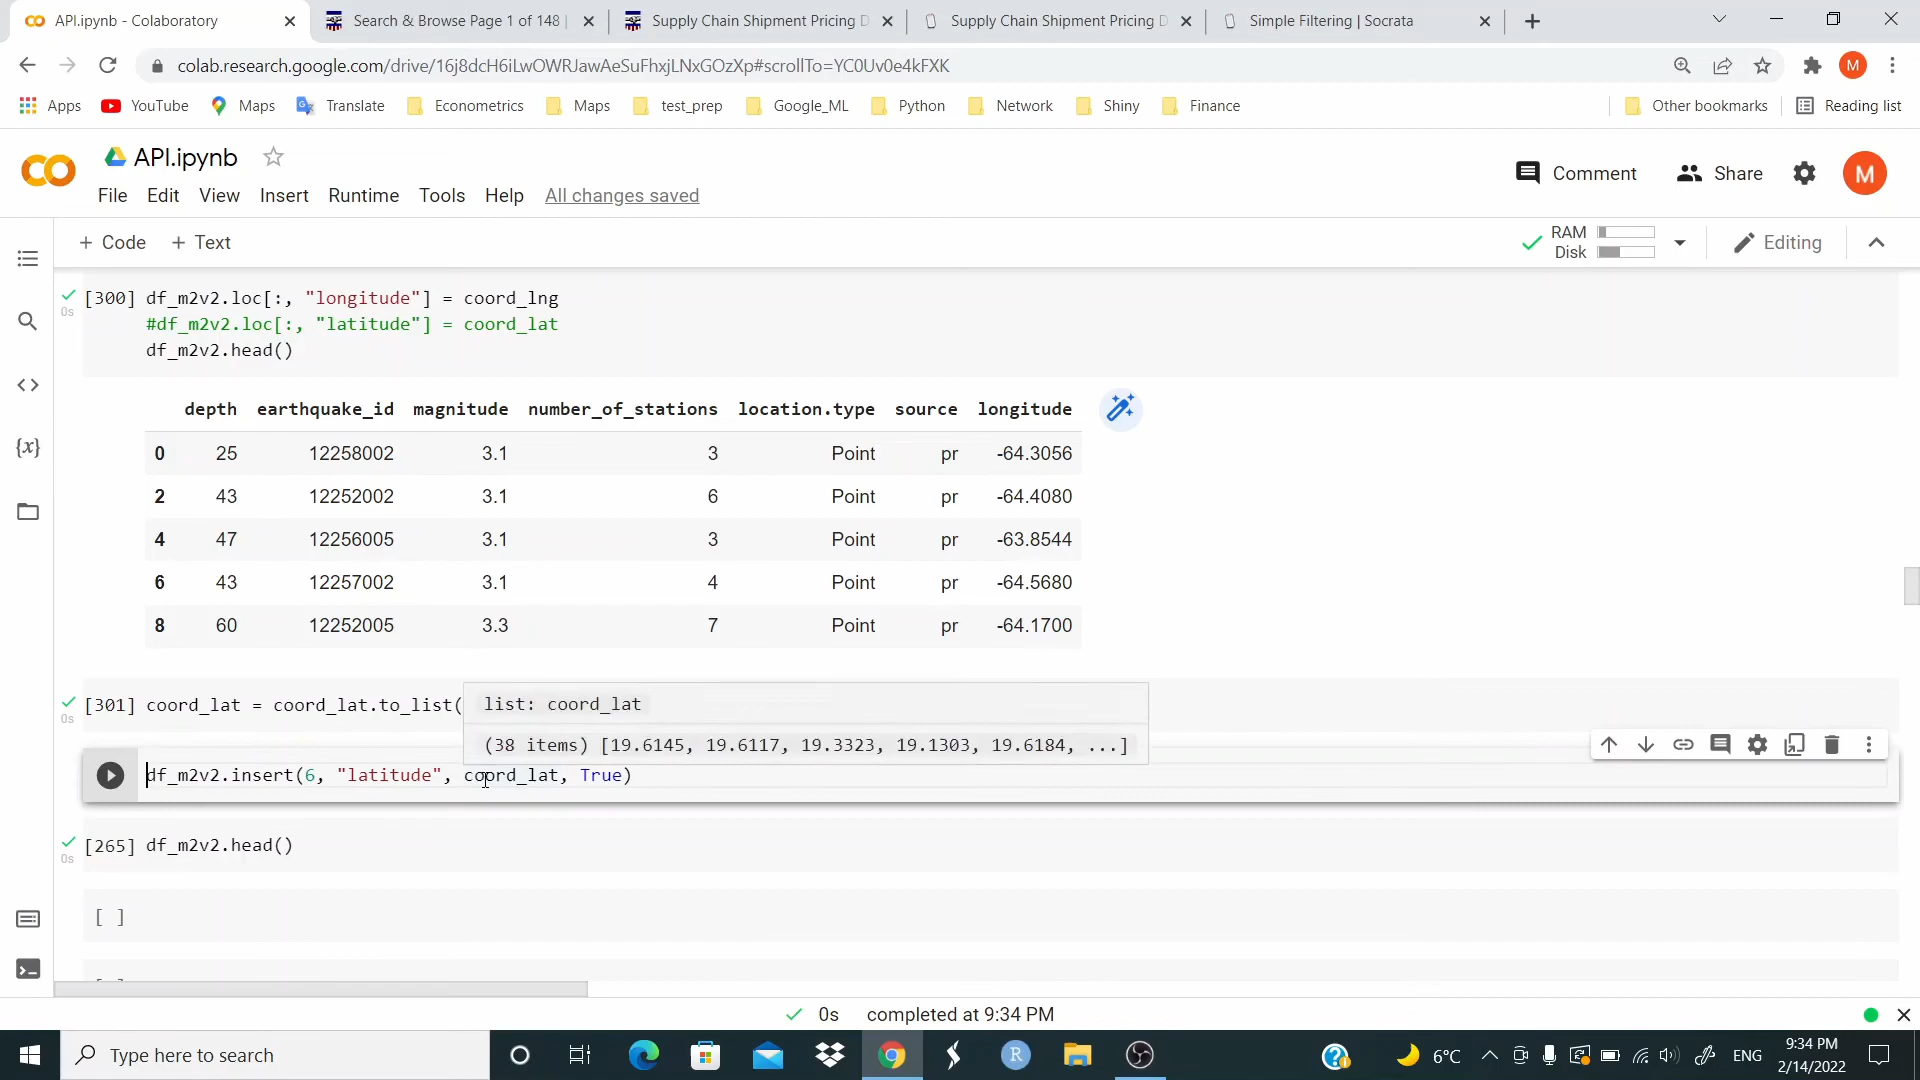 API.ipynb - Colaboratory
Search & Browse Page 1 of 148 |
Supply Chain Shipment Pricing D
Supply Chain Shipment Pricing D
Simple Filtering | Socrata
colab.research.google.com/drive/16j8dcH6iLwOWRJawAeSuFhxjLNxGOzXp#scrollTo=YC0Uv0e4kFXK
M
Apps YouTube Maps Translate Econometrics Maps test_prep Google_ML Python Network Shiny Finance Other bookmarks Reading list
API.ipynb
Comment Share M
File Edit View Insert Runtime Tools Help All changes saved
+ Code + Text
RAM
Disk
Editing
[300] df_m2v2.loc[:, "longitude"] = coord_lng
0s
#df_m2v2.loc[:, "latitude"] = coord_lat
df_m2v2.head()
depth earthquake_id magnitude number_of_stations location.type source longitude
0 25 12258002 3.1 3 Point pr -64.3056
2 43 12252002 3.1 6 Point pr -64.4080
4 47 12256005 3.1 3 Point pr -63.8544
6 43 12257002 3.1 4 Point pr -64.5680
8 60 12252005 3.3 7 Point pr -64.1700
[301] coord_lat = coord_lat.to_list(
0s
list: coord_lat
(38 items) [19.6145, 19.6117, 19.3323, 19.1303, 19.6184, ...]
df_m2v2.insert(6, "latitude", coord_lat, True)
[265] df_m2v2.head()
0s
[ ]
0s completed at 9:34 PM
Type here to search
R
6°C
ENG
9:34 PM
2/14/2022